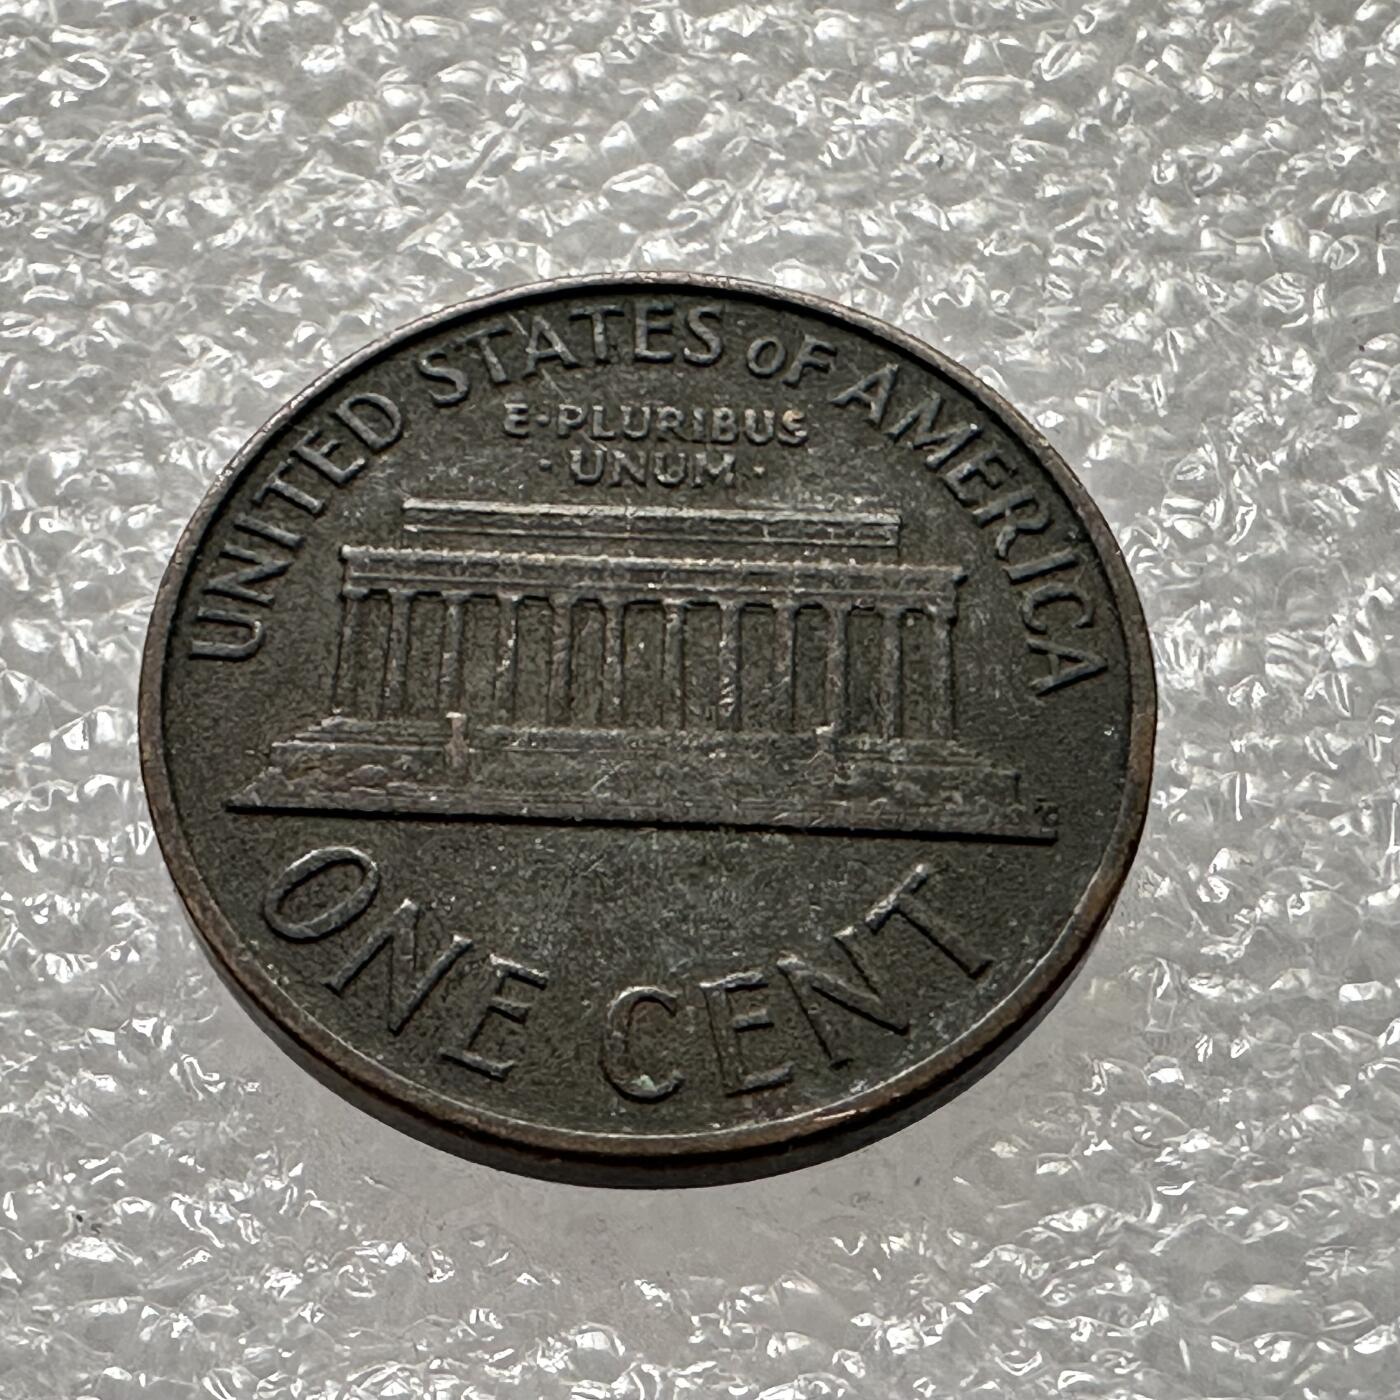 UNITED STATES OF AMERICA
E·PLURIBUS
·UNUM·
ONE CENT